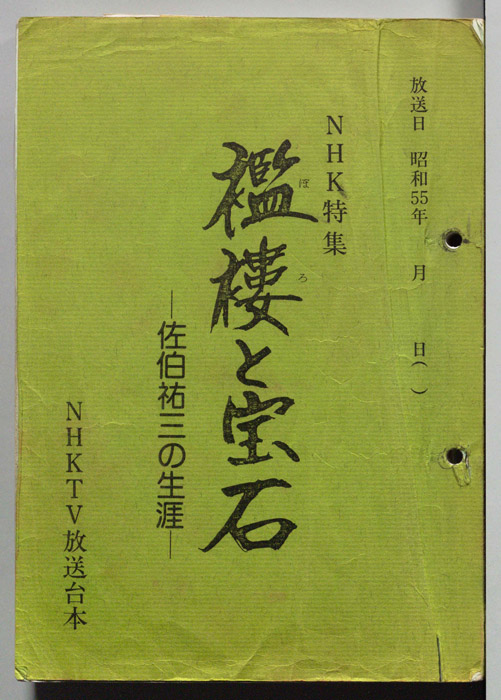 放送日 昭和55年 月 日( )
NHK特集
襤褸と宝石
ぼろ
―佐伯祐三の生涯―
NHKTV放送台本